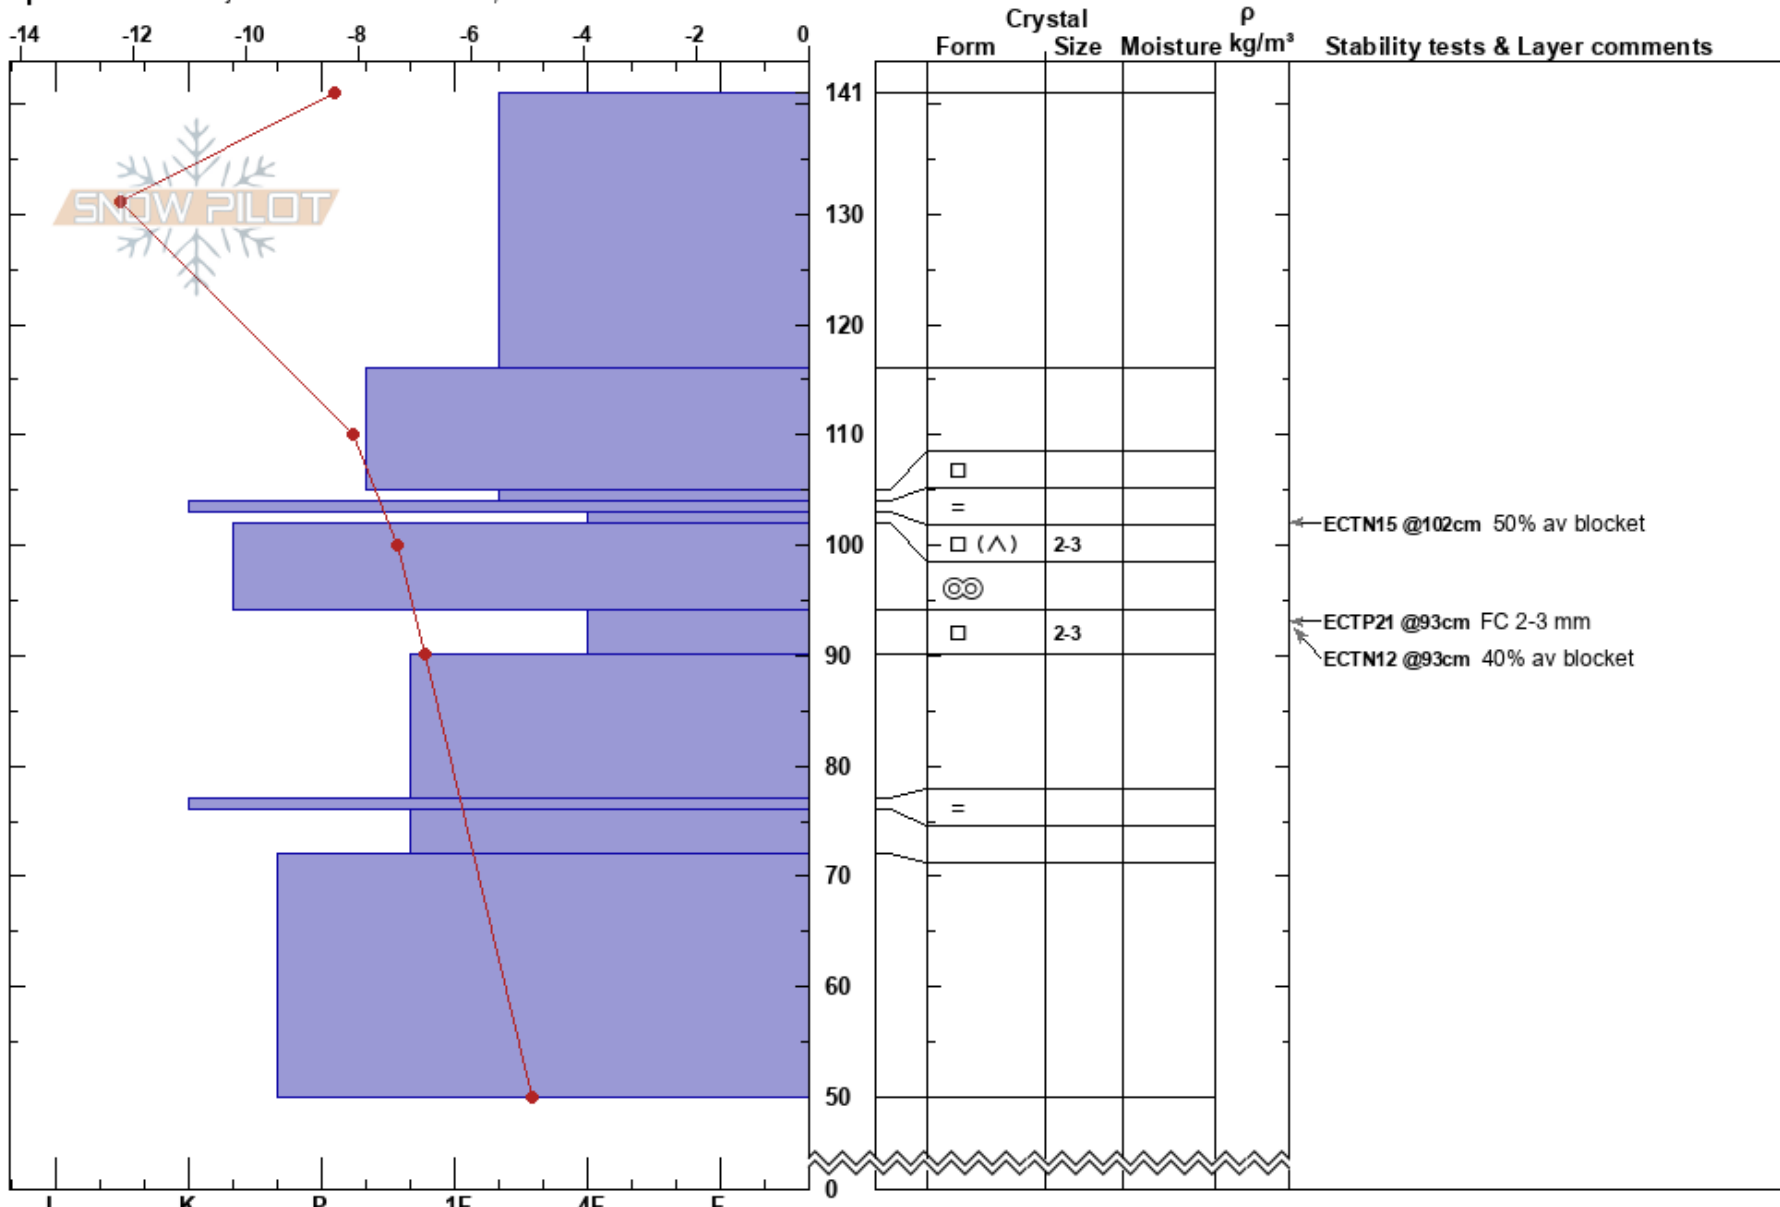 -14 -12 -10 -8 -6 -4 -2 0
Crystal
Form Size Moisture
ρ
kg/m³
Stability tests & Layer comments
SNOW PILOT
141
130
120
110
100
90
80
70
60
50
0
= 
2-3
2-3
=
ECTN15 @102cm 50% av blocket
ECTP21 @93cm FC 2-3 mm
ECTN12 @93cm 40% av blocket
I K P 1F 4F F